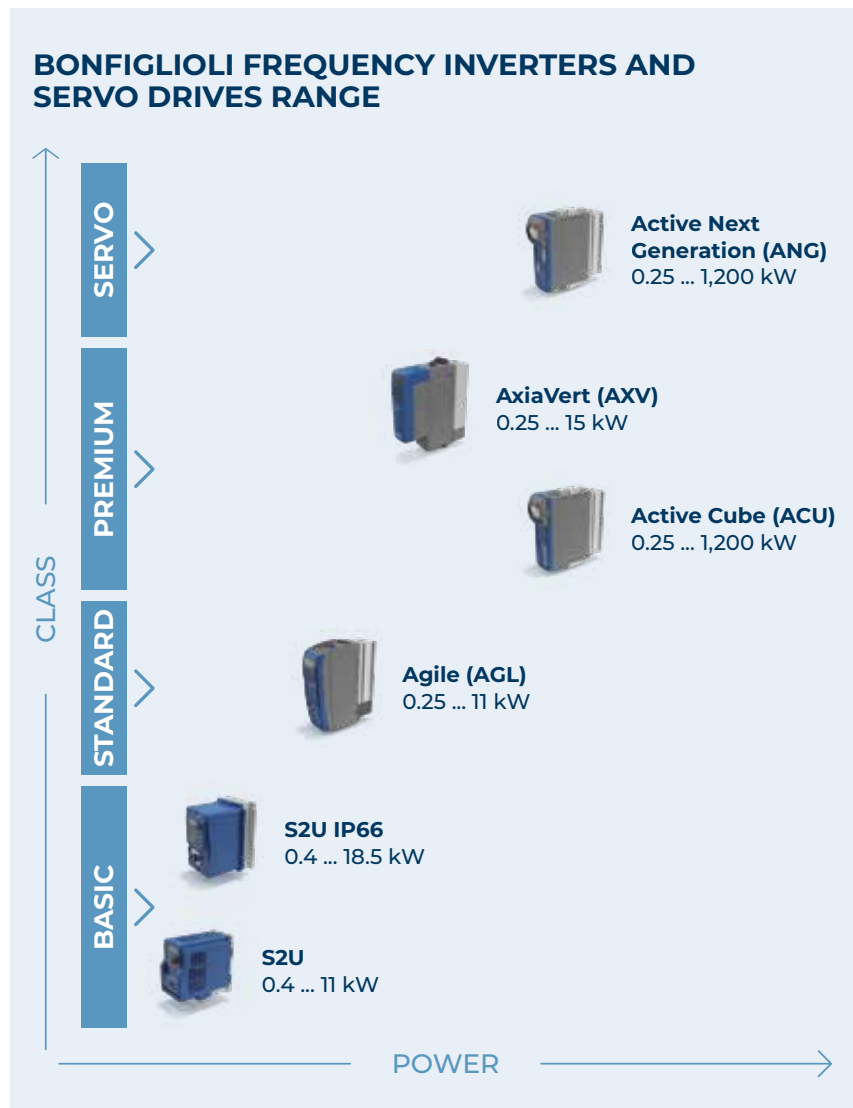 BONFIGLIOLI FREQUENCY INVERTERS AND
SERVO DRIVES RANGE
SERVO
Active Next
Generation (ANG)
0.25 ... 1,200 kW
PREMIUM
AxiaVert (AXV)
0.25 ... 15 kW
Active Cube (ACU)
0.25 ... 1,200 kW
CLASS
STANDARD
Agile (AGL)
0.25 ... 11 kW
BASIC
S2U IP66
0.4 ... 18.5 kW
S2U
0.4 ... 11 kW
POWER